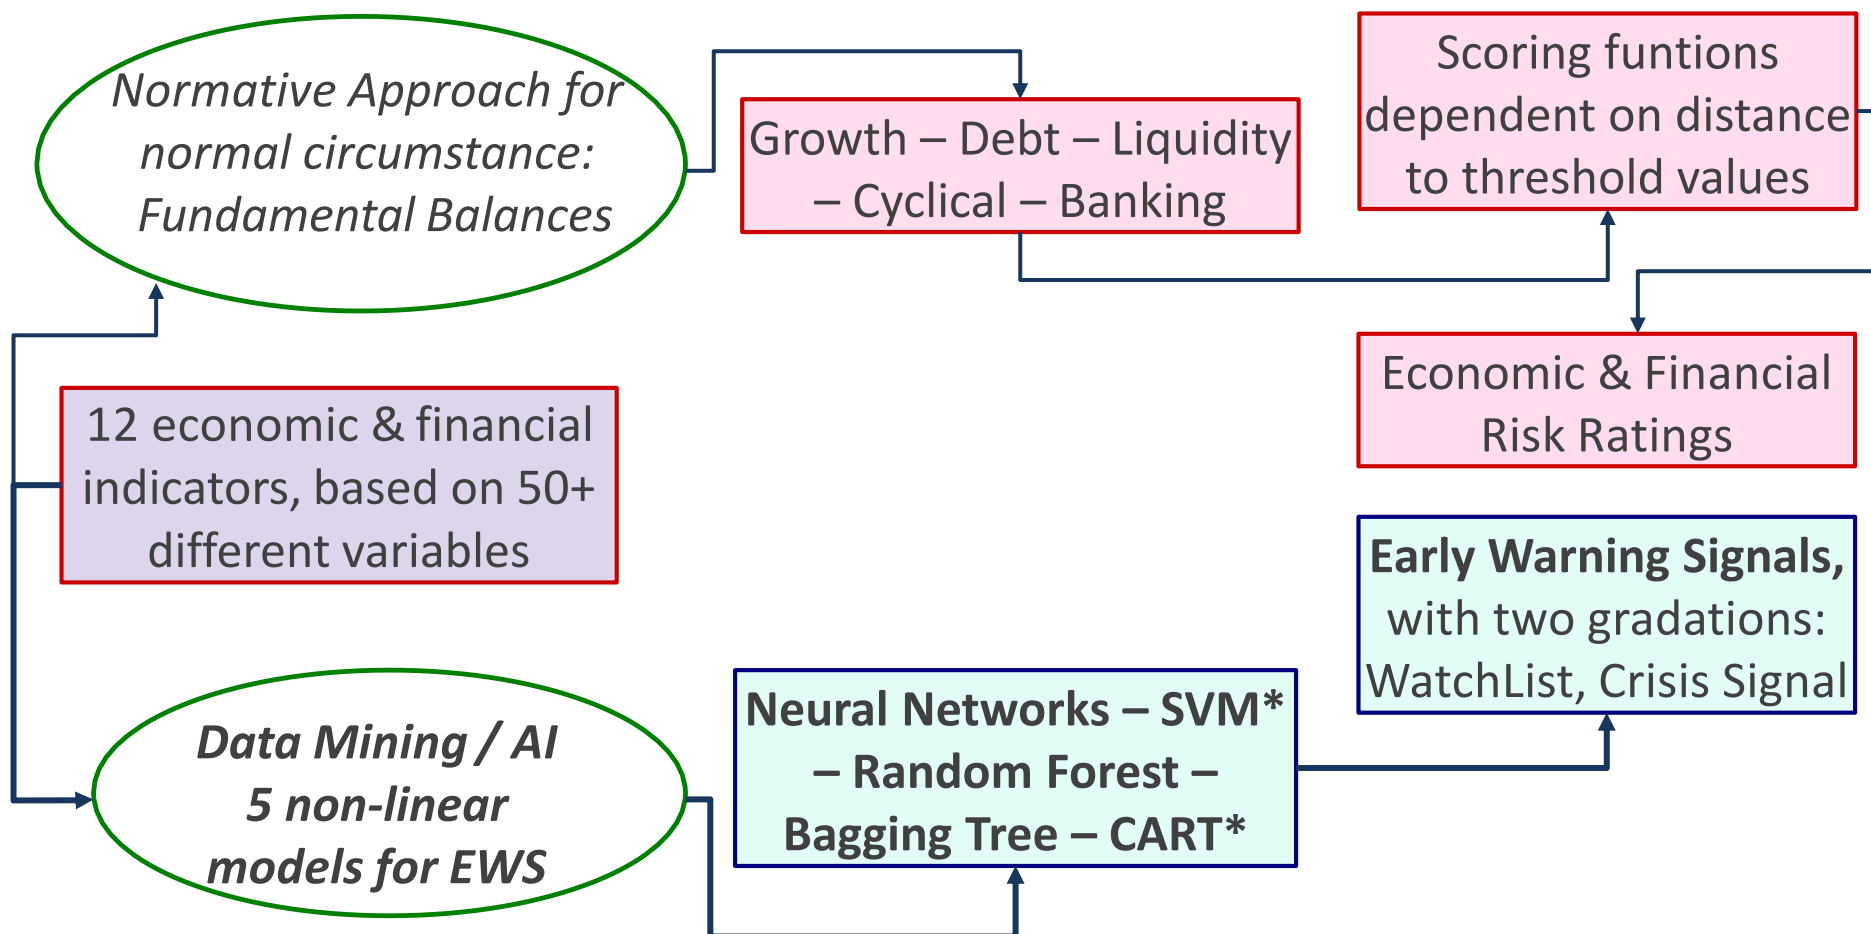 Normative Approach for
normal circumstance:
Fundamental Balances
Growth – Debt – Liquidity
– Cyclical – Banking
Scoring funtions
dependent on distance
to threshold values
Economic & Financial
Risk Ratings
12 economic & financial
indicators, based on 50+
different variables
Early Warning Signals,
with two gradations:
WatchList, Crisis Signal
Data Mining / AI
5 non-linear
models for EWS
Neural Networks – SVM*
– Random Forest –
Bagging Tree – CART*